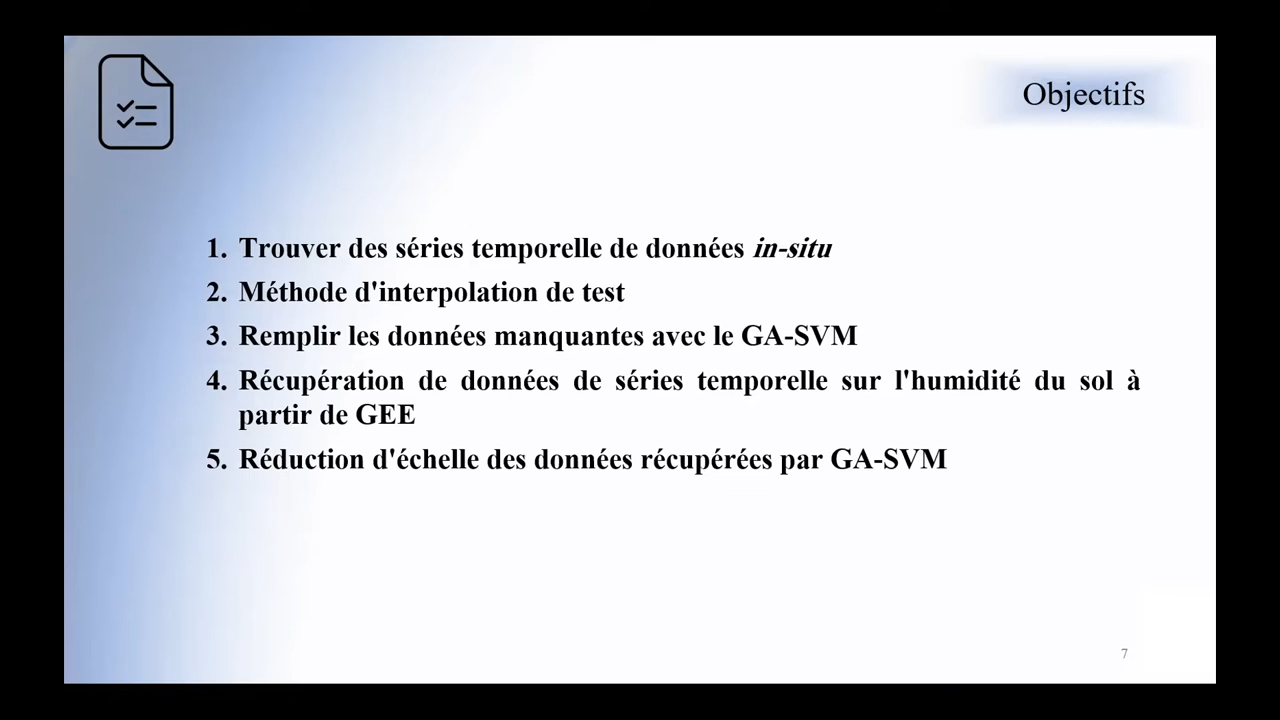 Objectifs
1. Trouver des séries temporelle de données in-situ
2. Méthode d'interpolation de test
3. Remplir les données manquantes avec le GA-SVM
4. Récupération de données de séries temporelle sur l'humidité du sol à
partir de GEE
5. Réduction d'échelle des données récupérées par GA-SVM
7